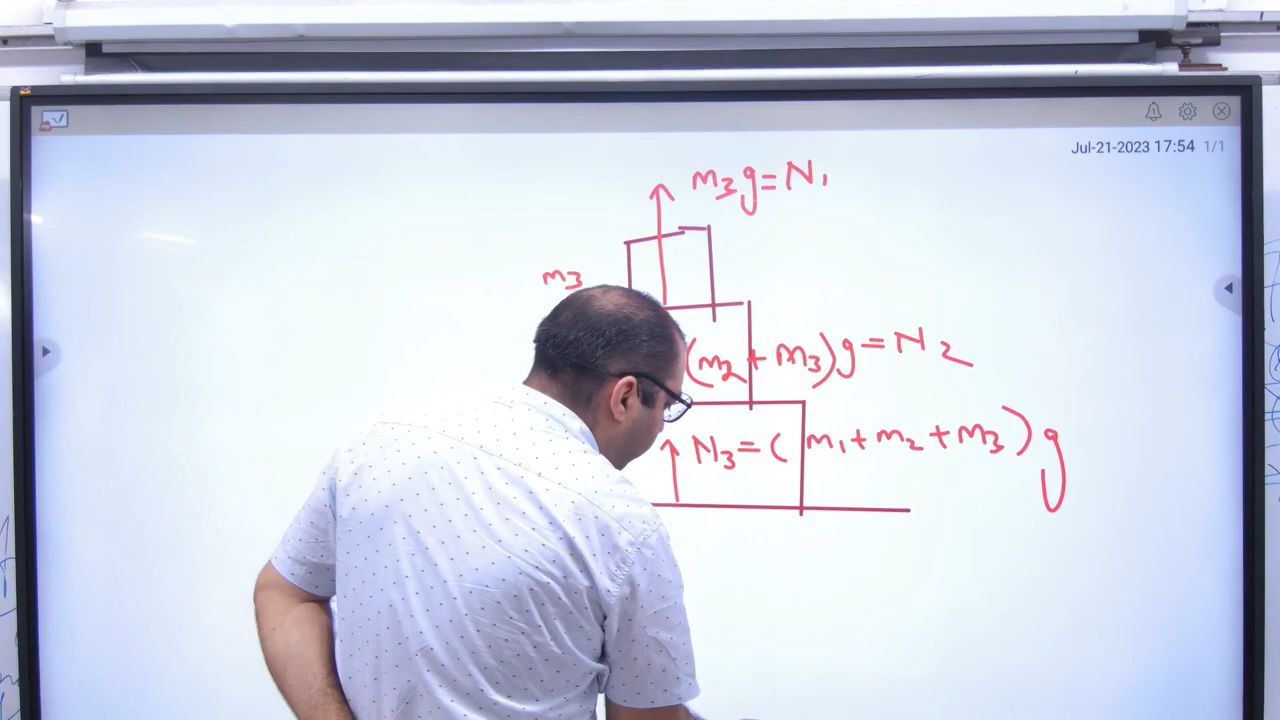 Jul-21-2023 17:54 1/1
m₃g=N₁
m₃
(m₂+m₃)g=N₂
N₃=(m₁+m₂+m₃)g